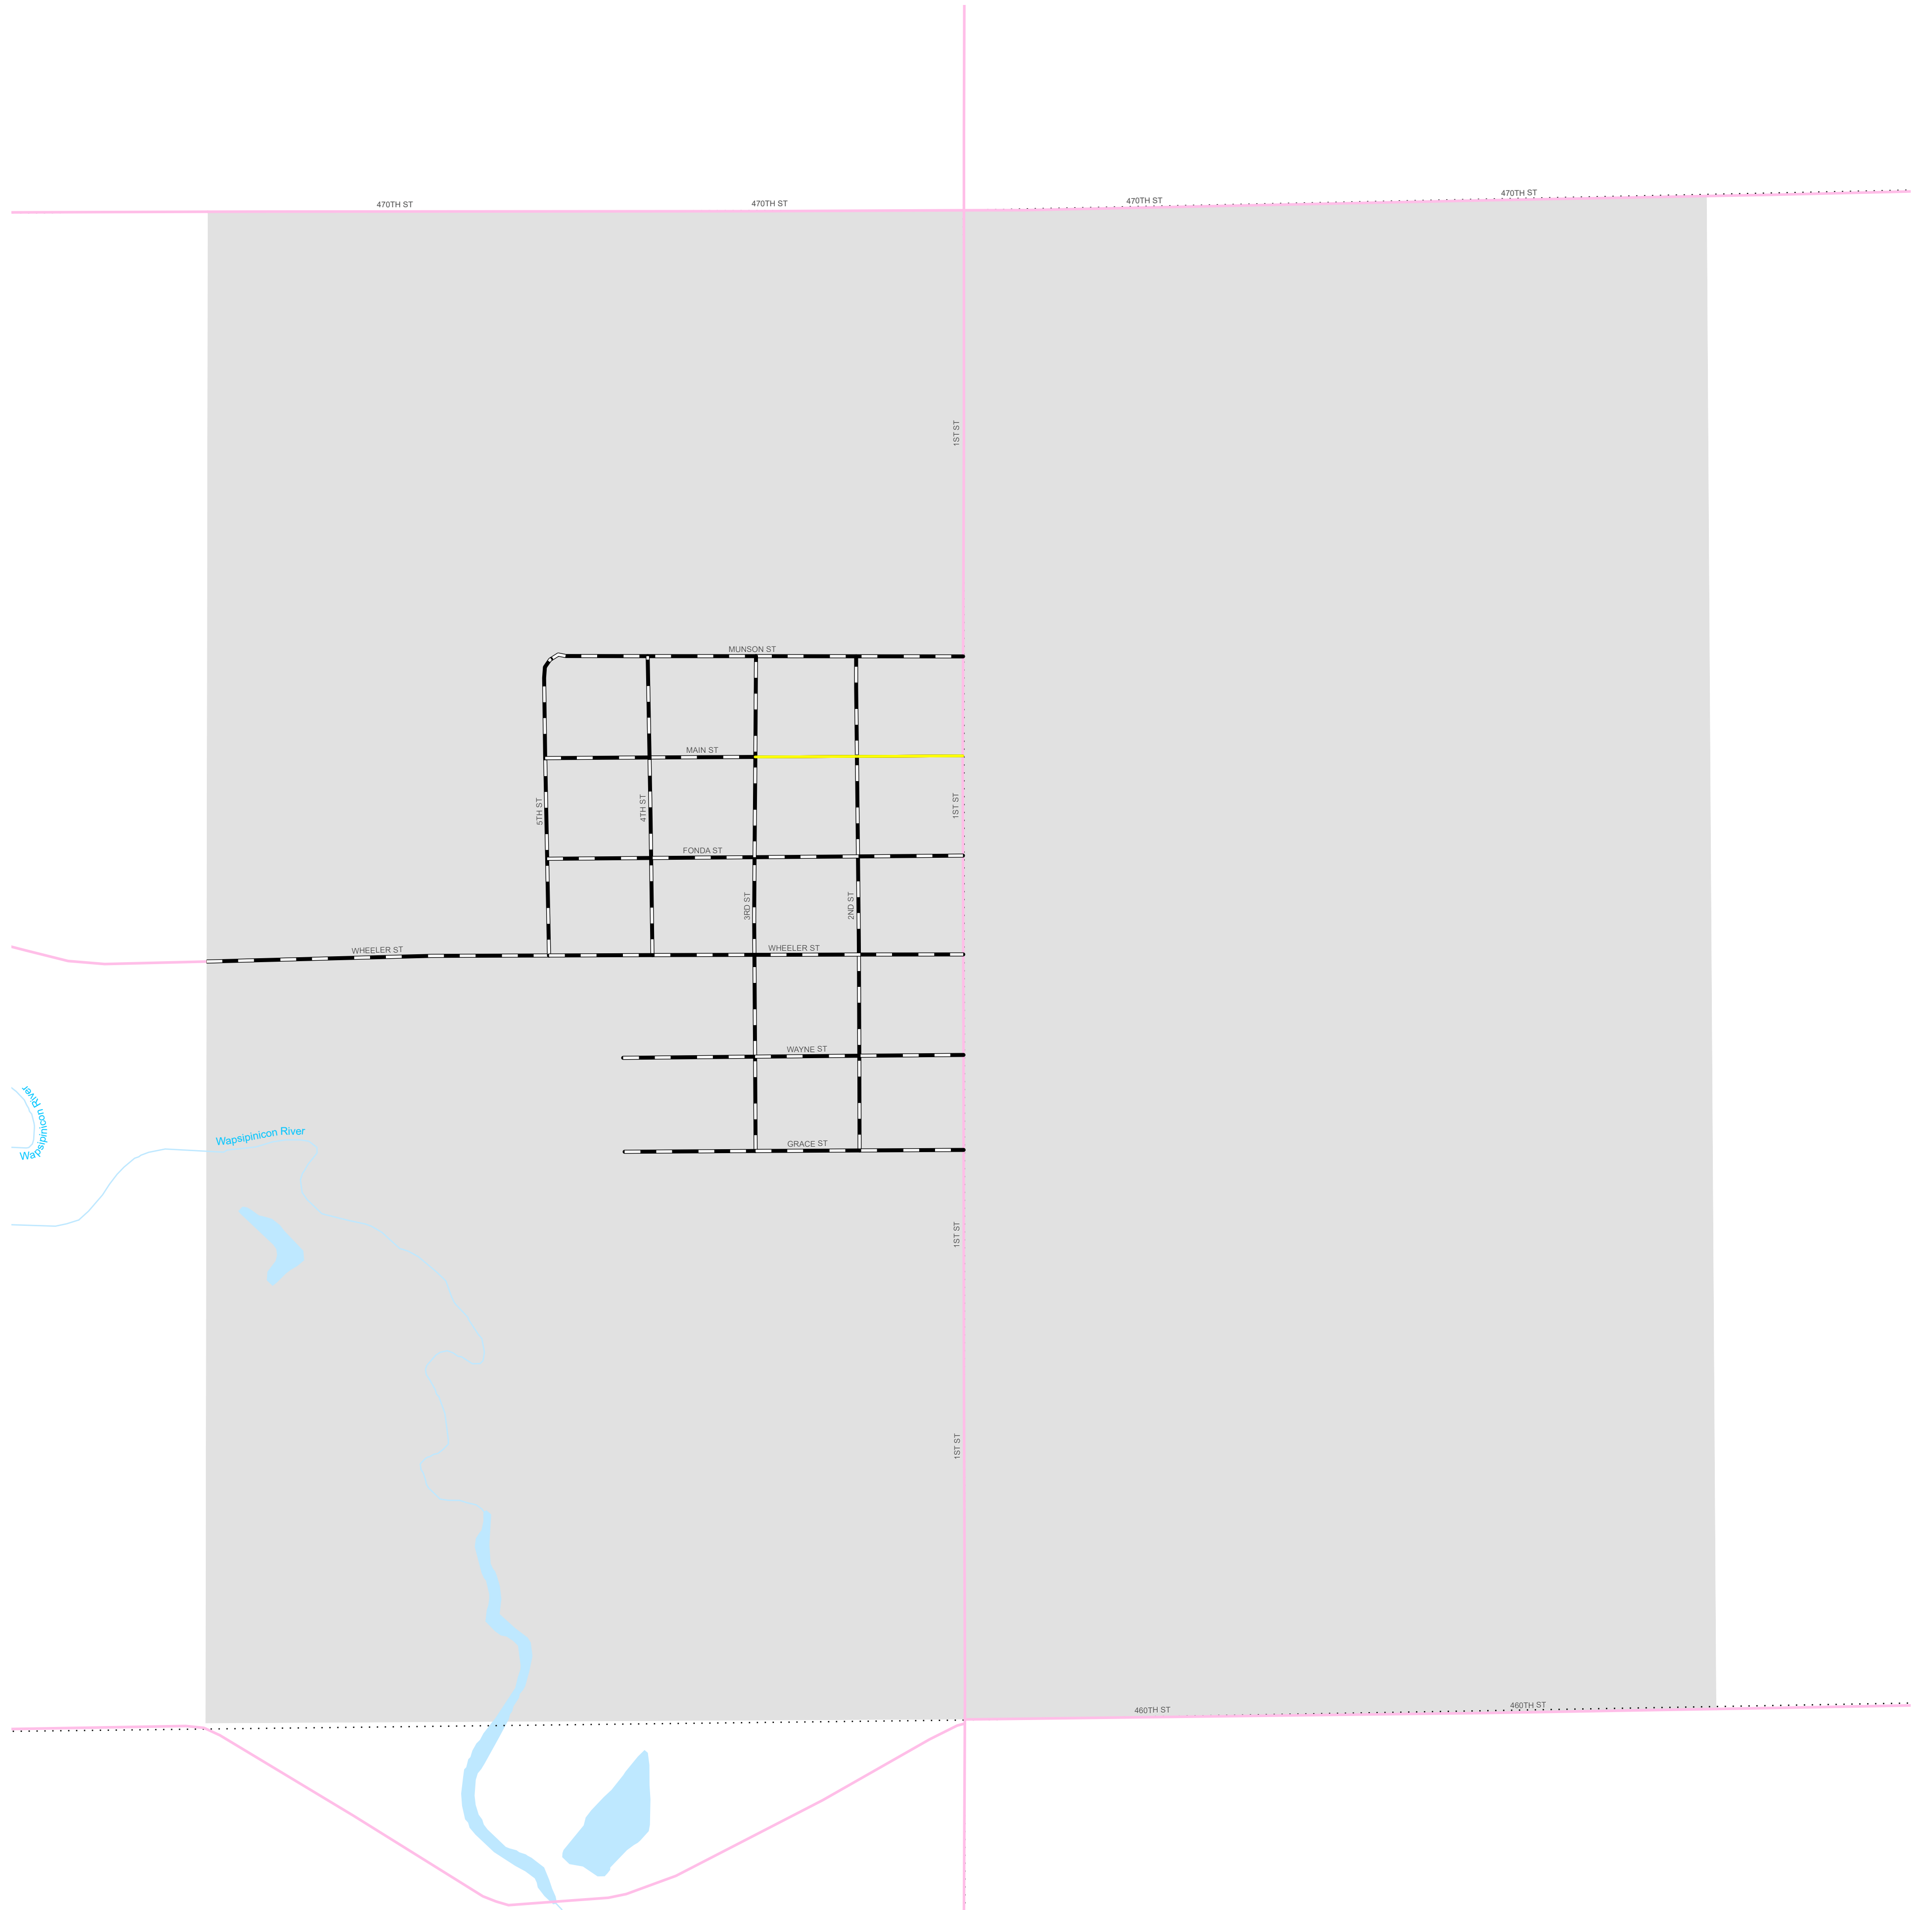 470TH ST
470TH ST
470TH ST
470TH ST
1ST ST
MUNSON ST
MAIN ST
5TH ST
4TH ST
1ST ST
FONDA ST
3RD ST
2ND ST
WHEELER ST
WHEELER ST
WAYNE ST
Wapsipinicon River
Wapsipinicon River
GRACE ST
1ST ST
1ST ST
460TH ST
460TH ST